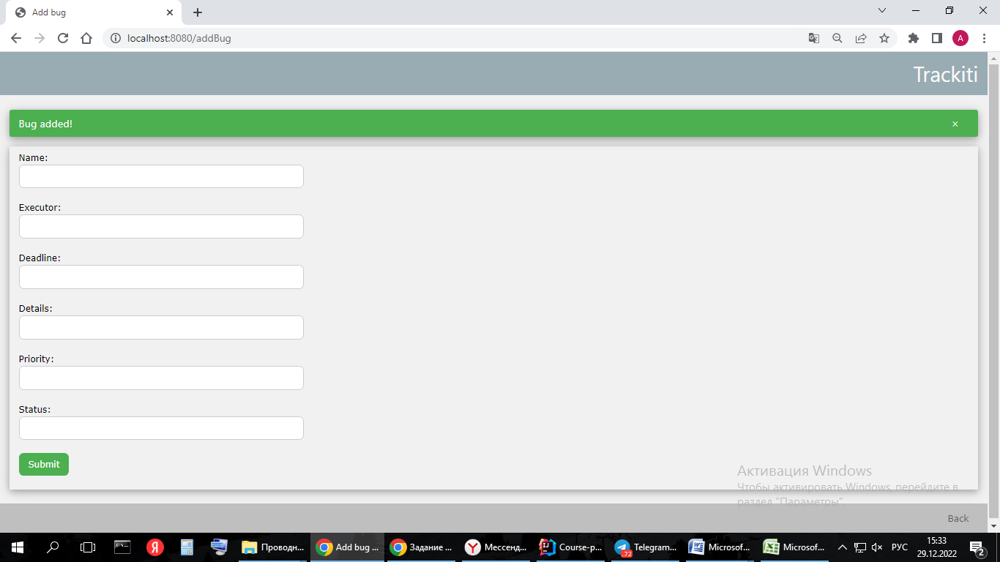 Add bug
localhost:8080/addBug
A
Trackiti
Bug added!
×
Name:
Executor:
Deadline:
Details:
Priority:
Status:
Submit
Активация Windows
Чтобы активировать Windows, перейдите в
раздел "Параметры".
Back
Я
Проводн...
Add bug ...
Задание ...
Мессенд...
Course-p...
Telegram...
72
Microsof...
Microsof...
РУС
15:33
29.12.2022
2